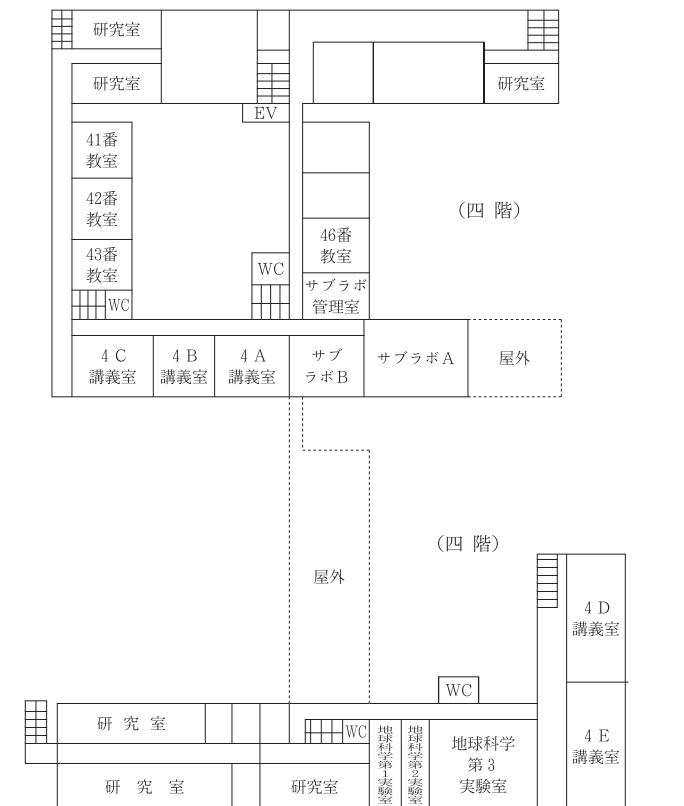 研究室
研究室
研究室
EV
41番
教室
42番
教室
43番
教室
WC
WC
46番
教室
サブラボ
管理室
(四 階)
4 C
講義室
4 B
講義室
4 A
講義室
サブ
ラボB
サブラボA
屋外
(四 階)
屋外
4 D
講義室
WC
研 究 室
WC
地球科学第1実験室
地球科学第2実験室
地球科学
第3
実験室
4 E
講義室
研 究 室
研究室